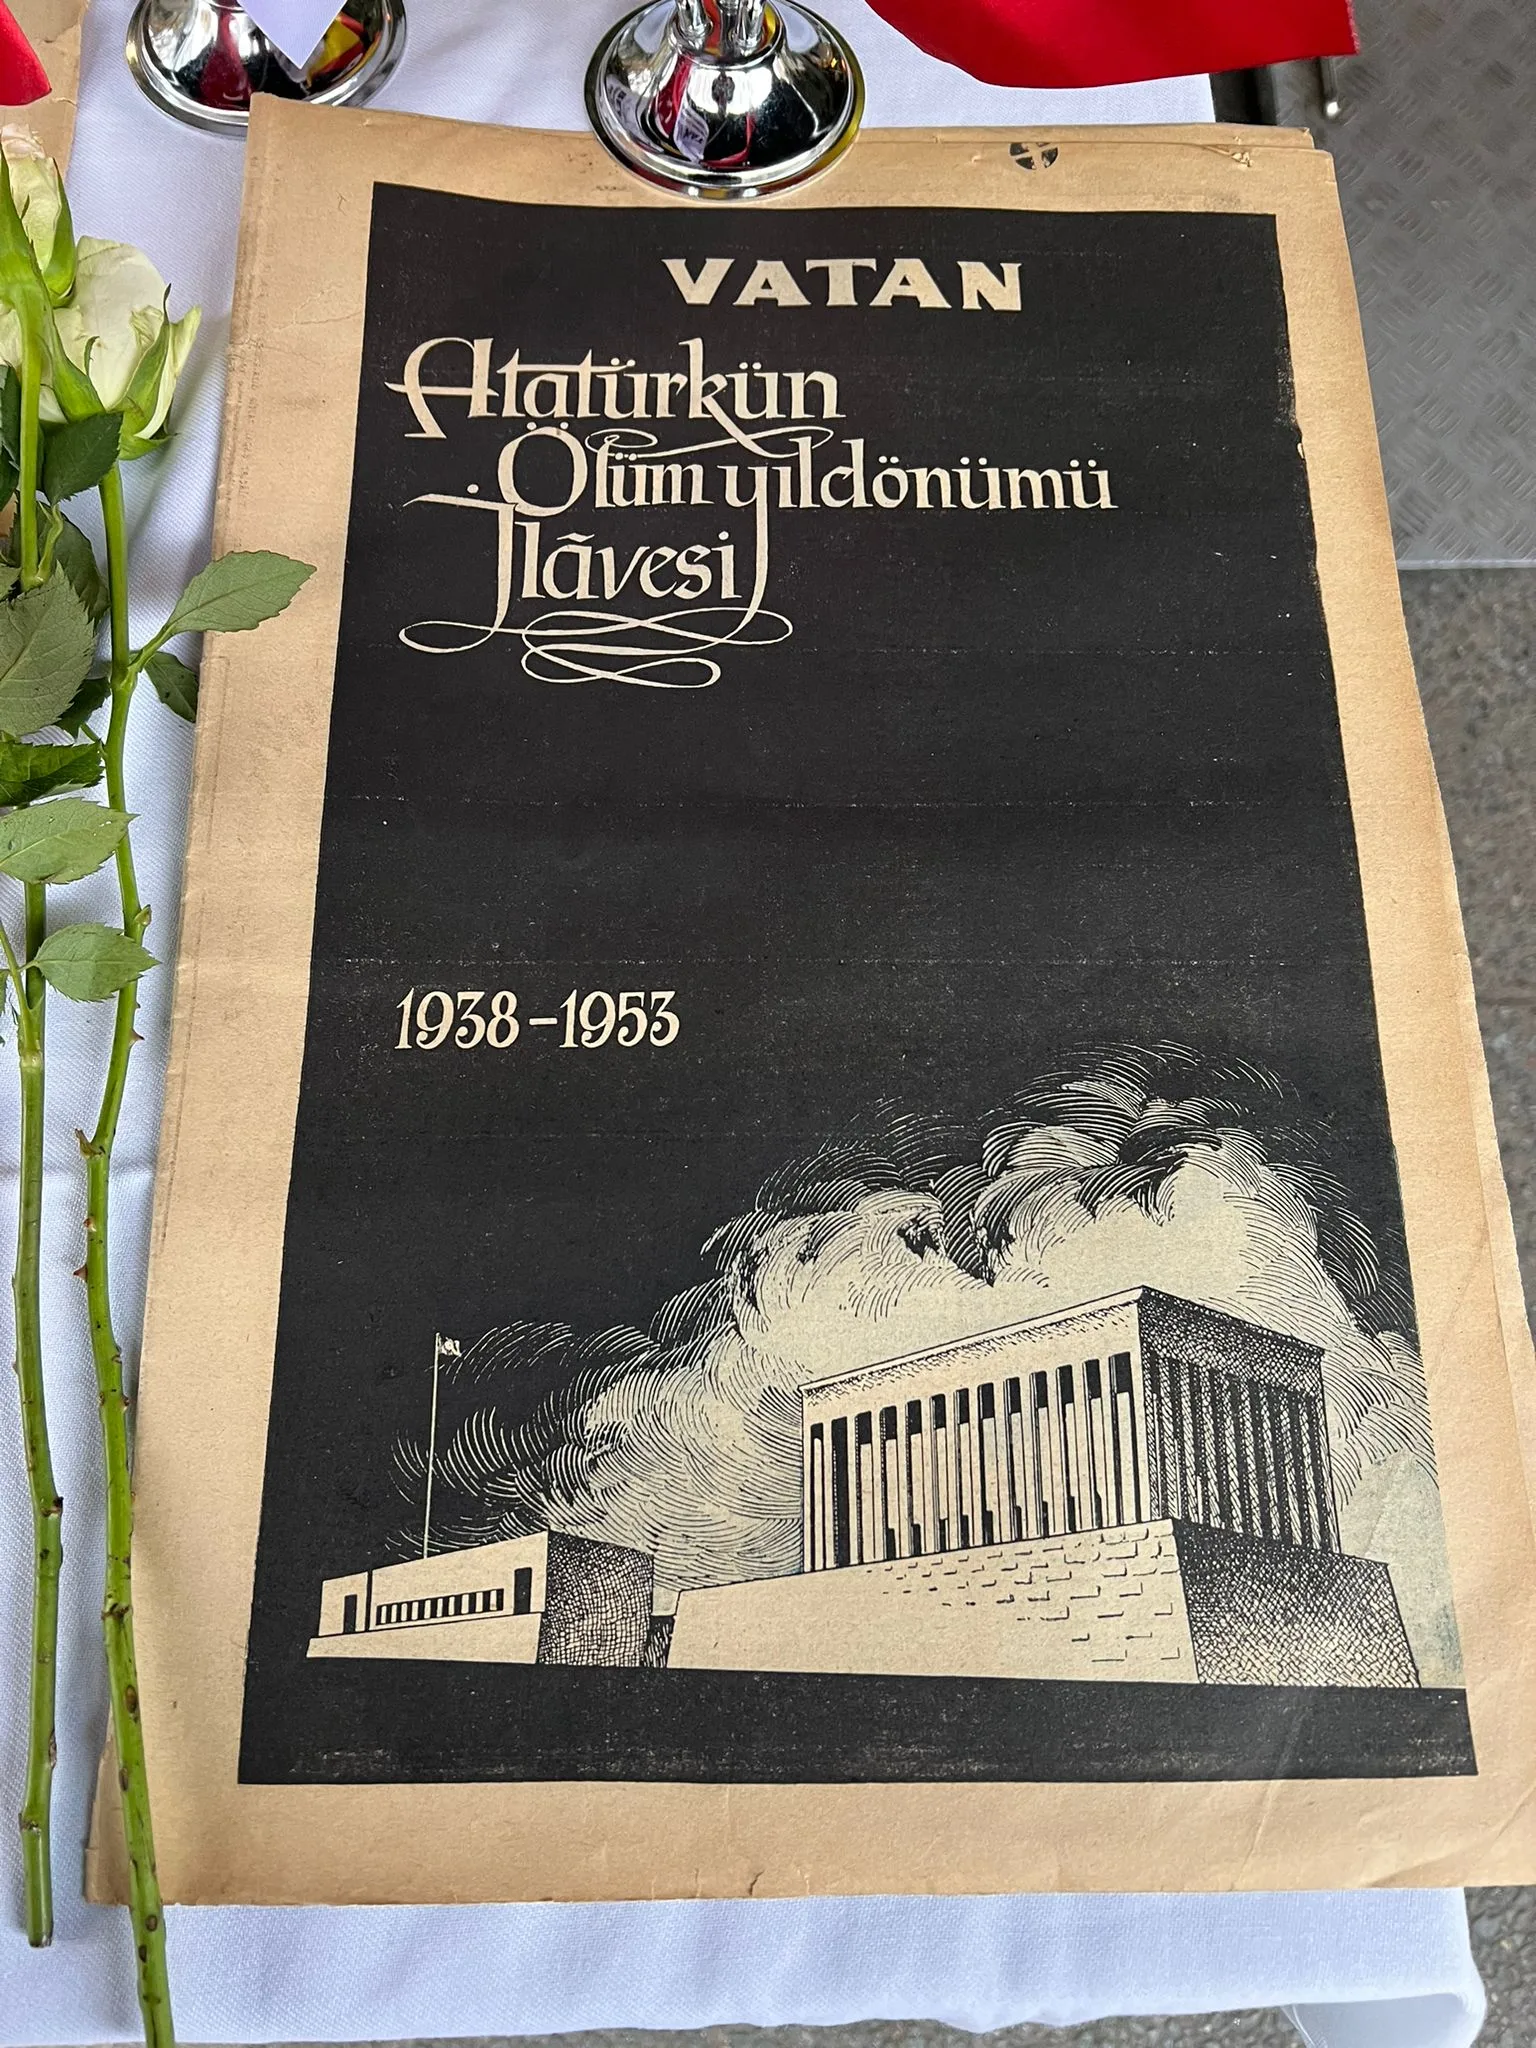 VATAN
Atatürkün
Ölüm yıldönümü
İlâvesi
1938-1953